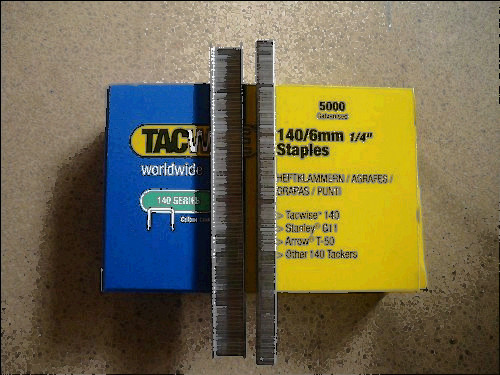 TACW
worldwide
140 SERIES
5000
Galvanised
140/6mm 1/4"
Staples
HEFTKLAMMERN / AGRAFES /
GRAPAS / PUNTI
> Tacwise® 140
> Stanley® G11
> Arrow® T-50
> Other 140 Tackers